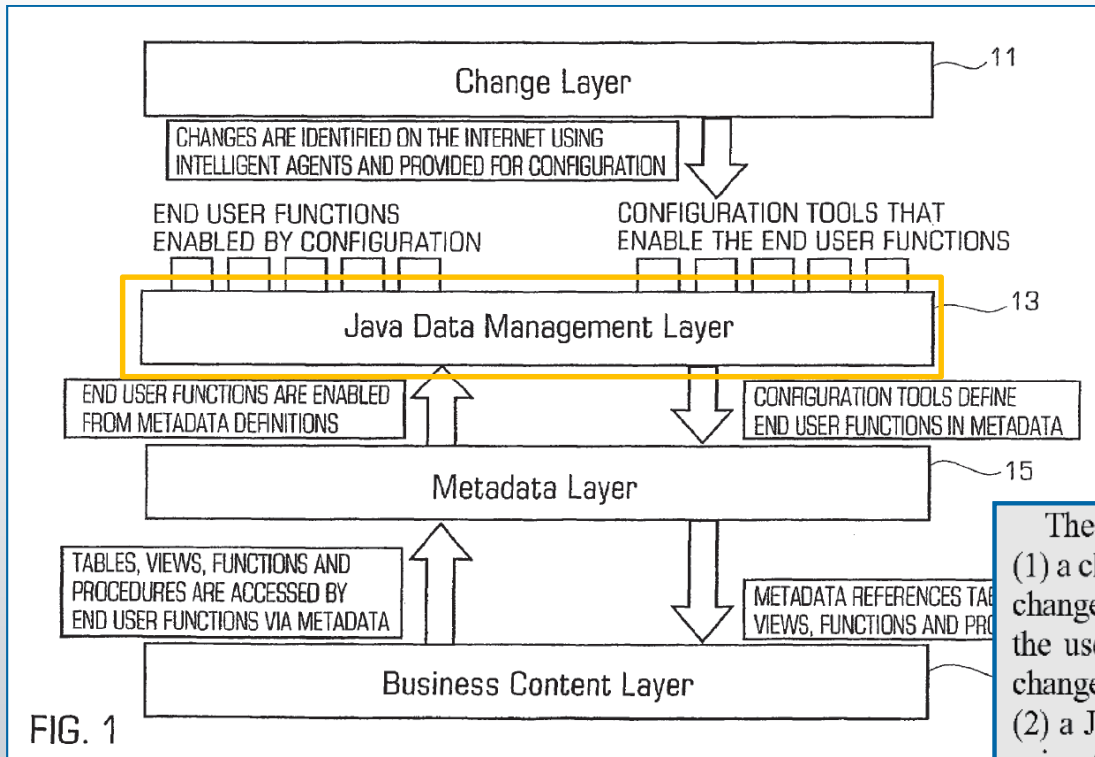 Change Layer
11
CHANGES ARE IDENTIFIED ON THE INTERNET USING
INTELLIGENT AGENTS AND PROVIDED FOR CONFIGURATION
END USER FUNCTIONS
ENABLED BY CONFIGURATION
CONFIGURATION TOOLS THAT
ENABLE THE END USER FUNCTIONS
Java Data Management Layer
13
END USER FUNCTIONS ARE ENABLED
FROM METADATA DEFINITIONS
CONFIGURATION TOOLS DEFINE
END USER FUNCTIONS IN METADATA
Metadata Layer
15
TABLES, VIEWS, FUNCTIONS AND
PROCEDURES ARE ACCESSED BY
END USER FUNCTIONS VIA METADATA
METADATA REFERENCES
VIEWS, FUNCTIONS AND
Business Content Layer
FIG. 1
The
(1) a
the
(2) a